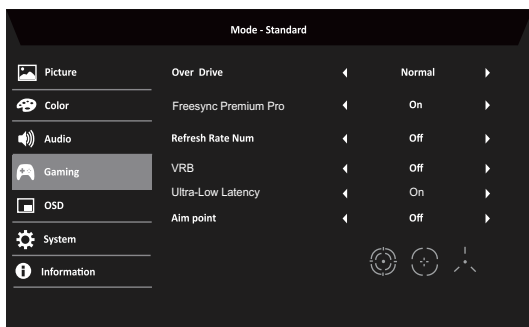 Mode - Standard
Picture
Over Drive Normal
Color
Freesync Premium Pro On
Audio
Refresh Rate Num Off
Gaming
VRB Off
Ultra-Low Latency On
OSD
Aim point Off
System
Information